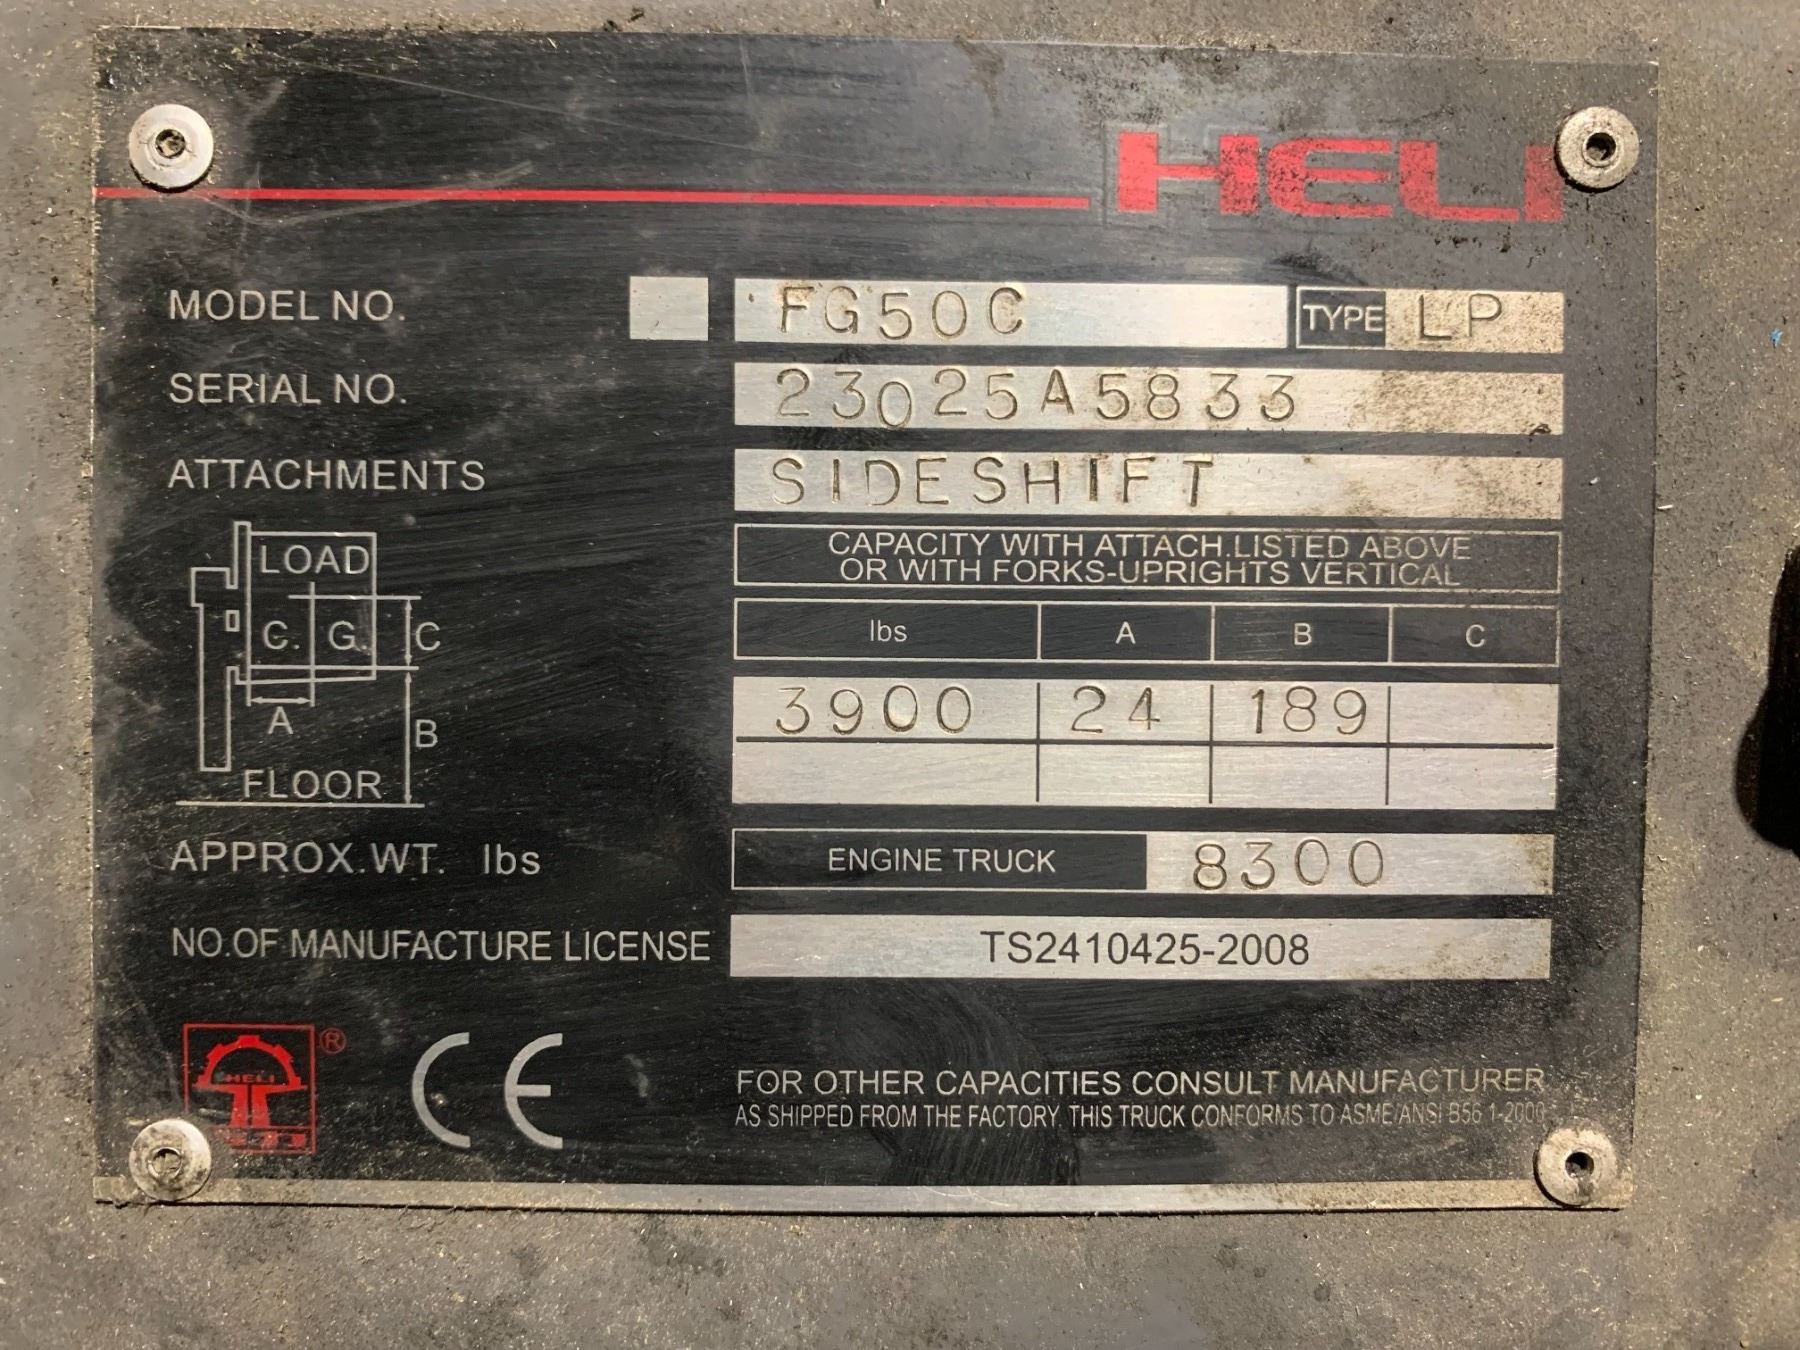 HELI
MODEL NO. FG50C TYPE LP
SERIAL NO. 23025A5833
ATTACHMENTS SIDESHIFT
CAPACITY WITH ATTACH.LISTED ABOVE
OR WITH FORKS-UPRIGHTS VERTICAL
LOAD
C. G. C
A
B
FLOOR
lbs A B C
3900 24 189
APPROX.WT. lbs ENGINE TRUCK 8300
NO.OF MANUFACTURE LICENSE TS2410425-2008
HELI ®
CE
FOR OTHER CAPACITIES CONSULT MANUFACTURER
AS SHIPPED FROM THE FACTORY. THIS TRUCK CONFORMS TO ASME/ANSI B56.1-2000